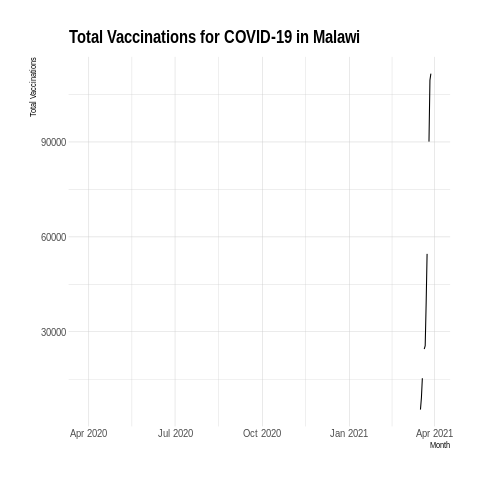 Total Vaccinations for COVID-19 in Malawi
Total Vaccinations
90000
60000
30000
Apr 2020 Jul 2020 Oct 2020 Jan 2021 Apr 2021
Month